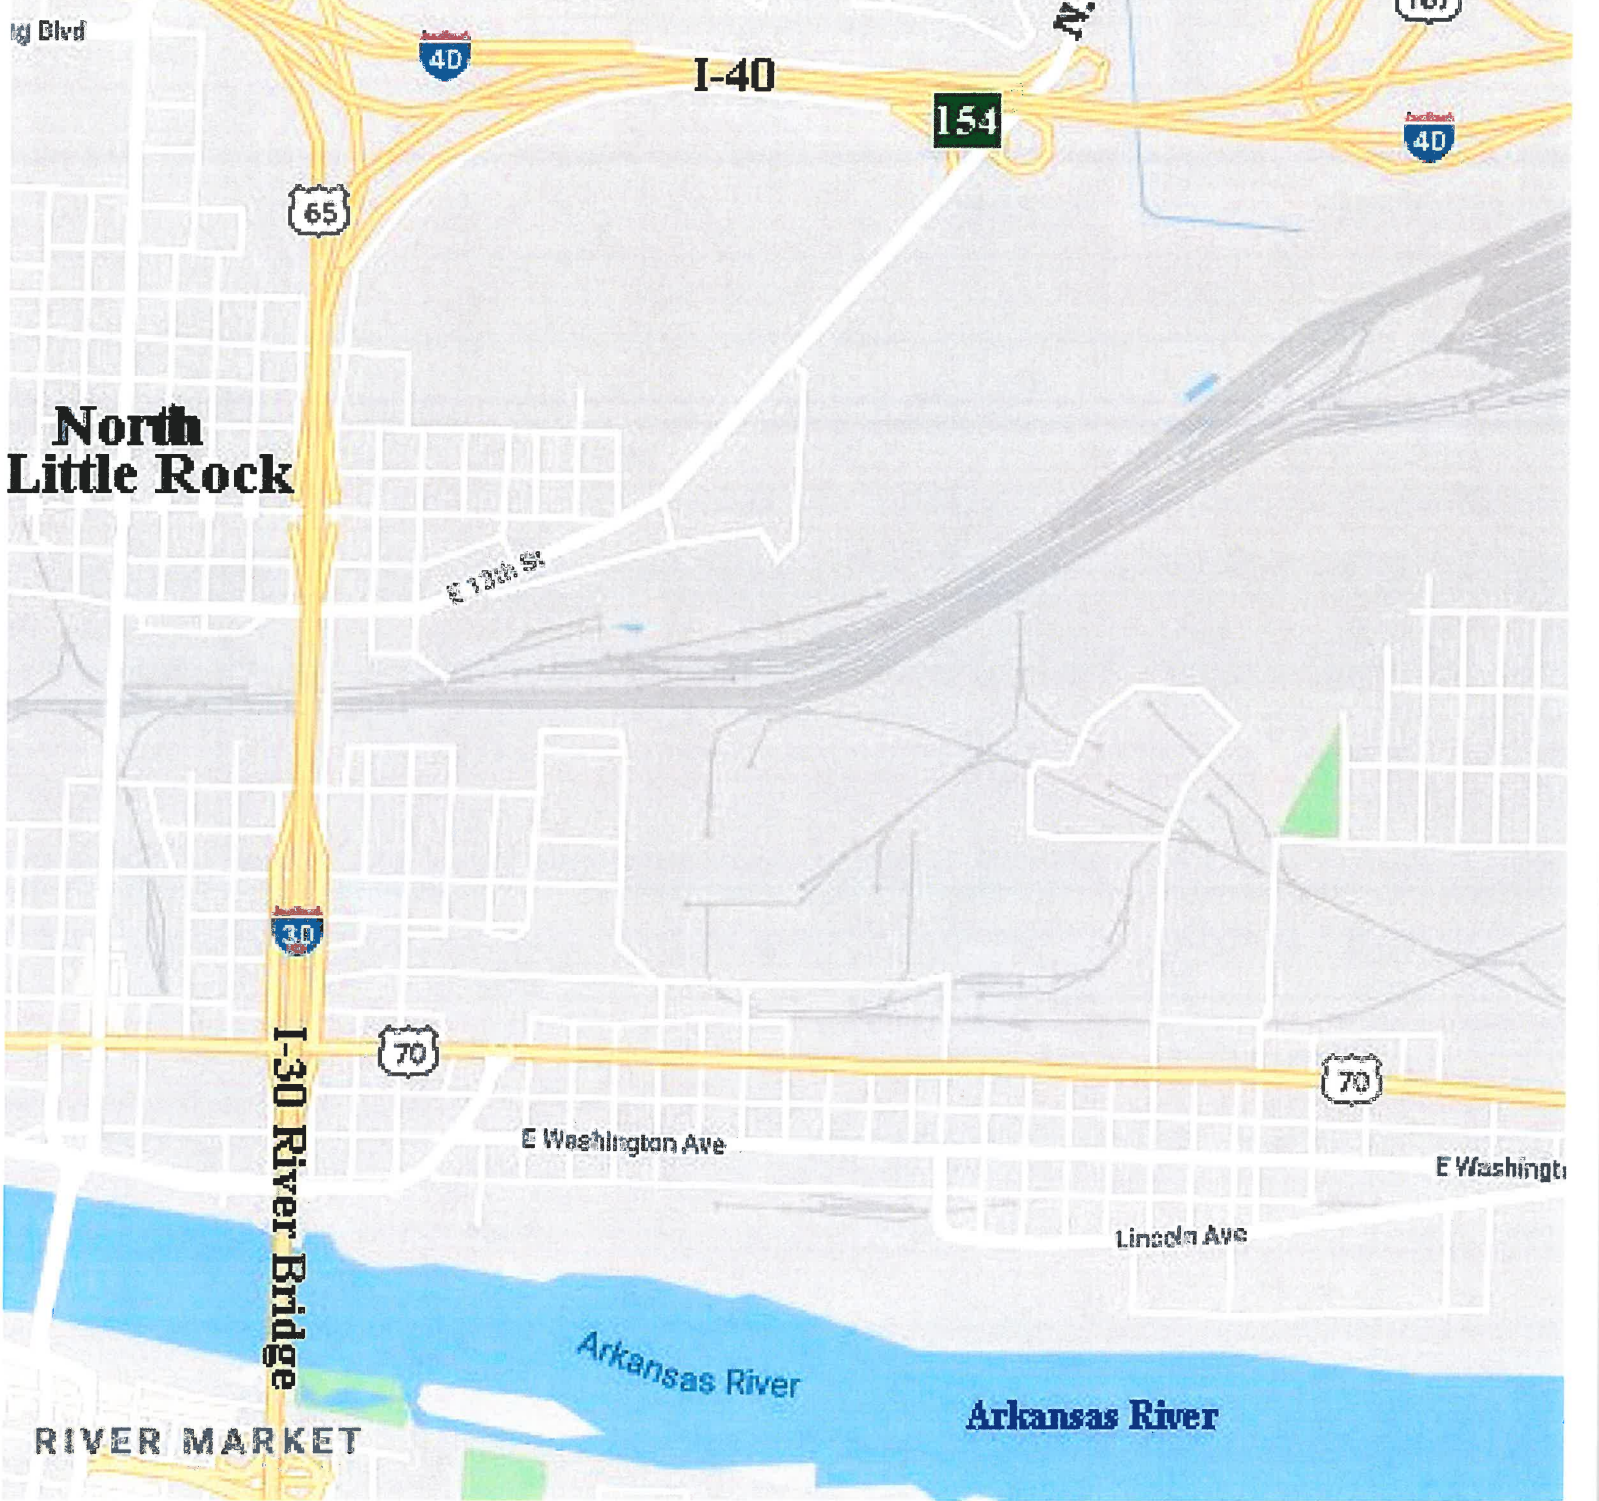 Blvd
40
I-40
154
40
65
North
Little Rock
E 13th St
30
70
70
I-30 River Bridge
E Washington Ave
E Washingt
Lincoln Ave
Arkansas River
Arkansas River
RIVER MARKET